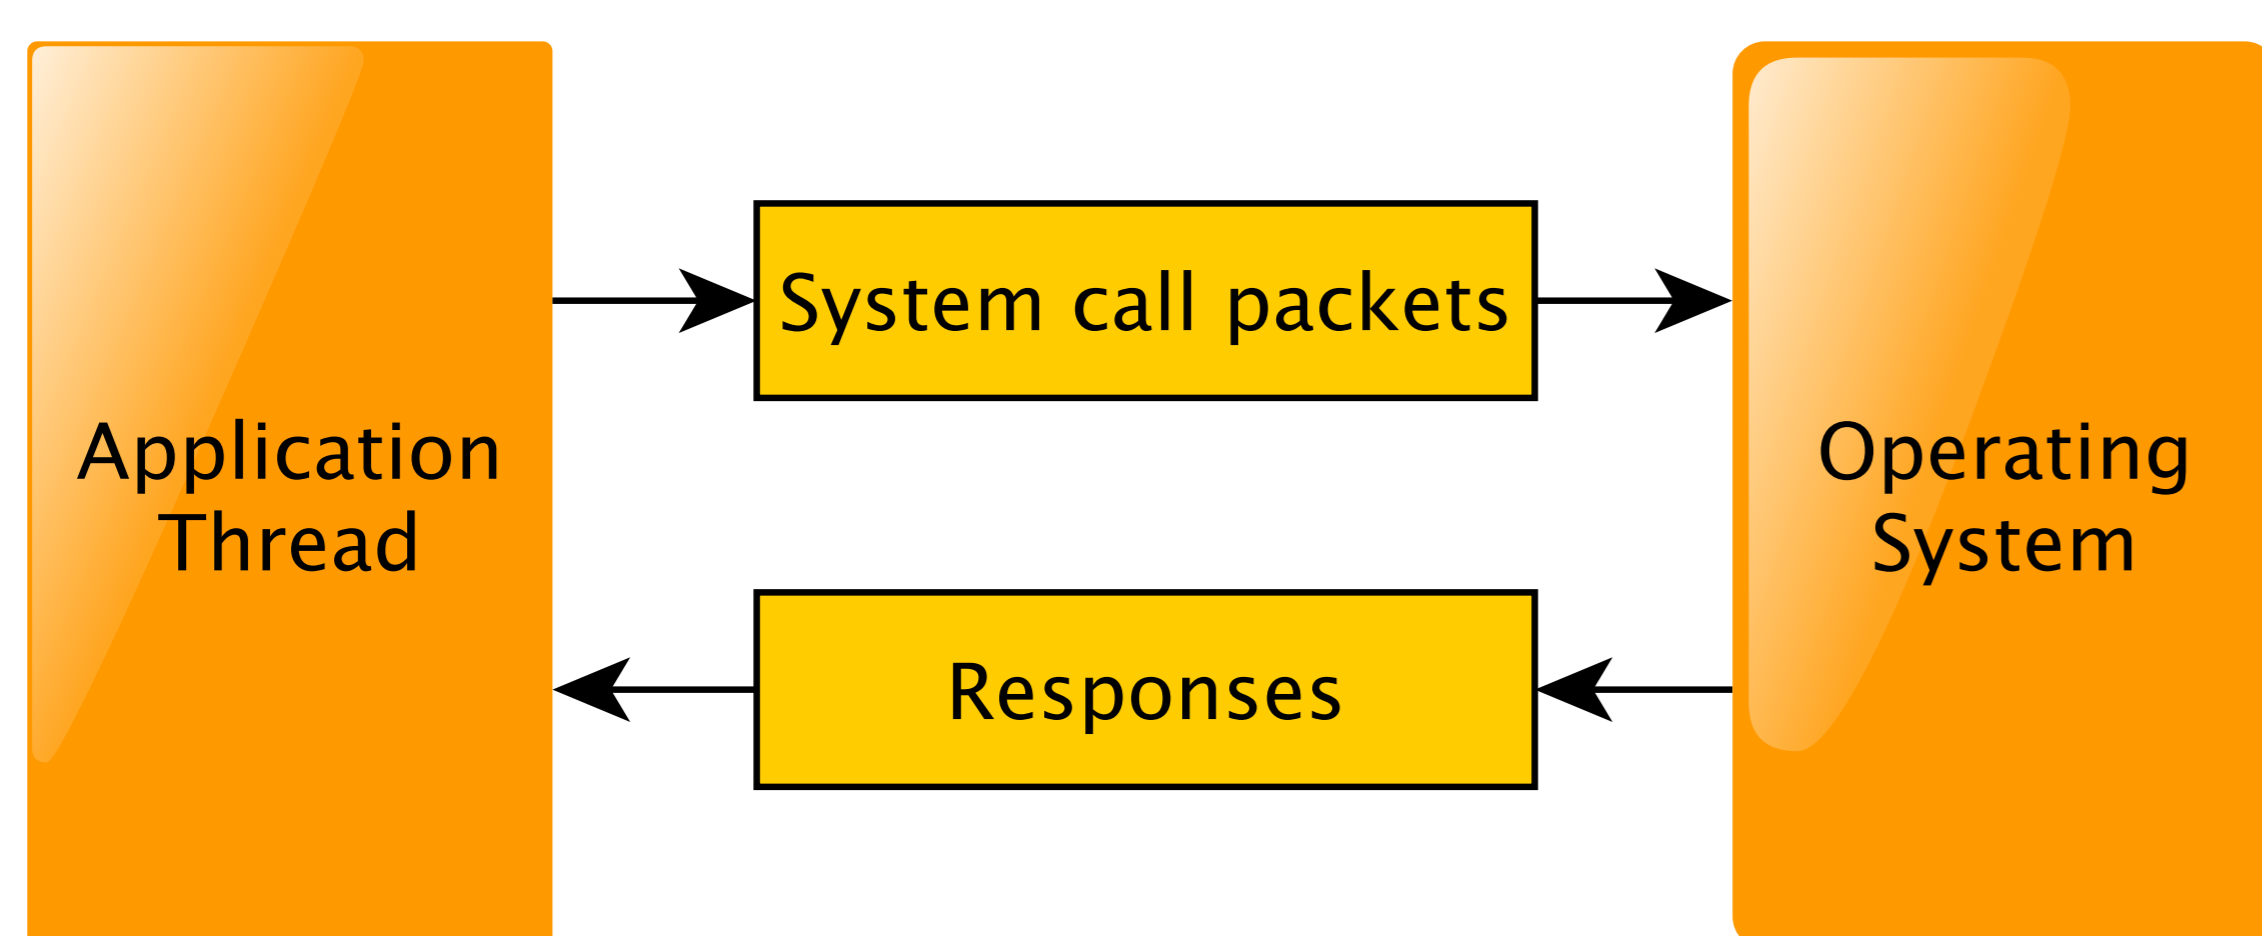 Application
Thread
System call packets
Responses
Operating
System